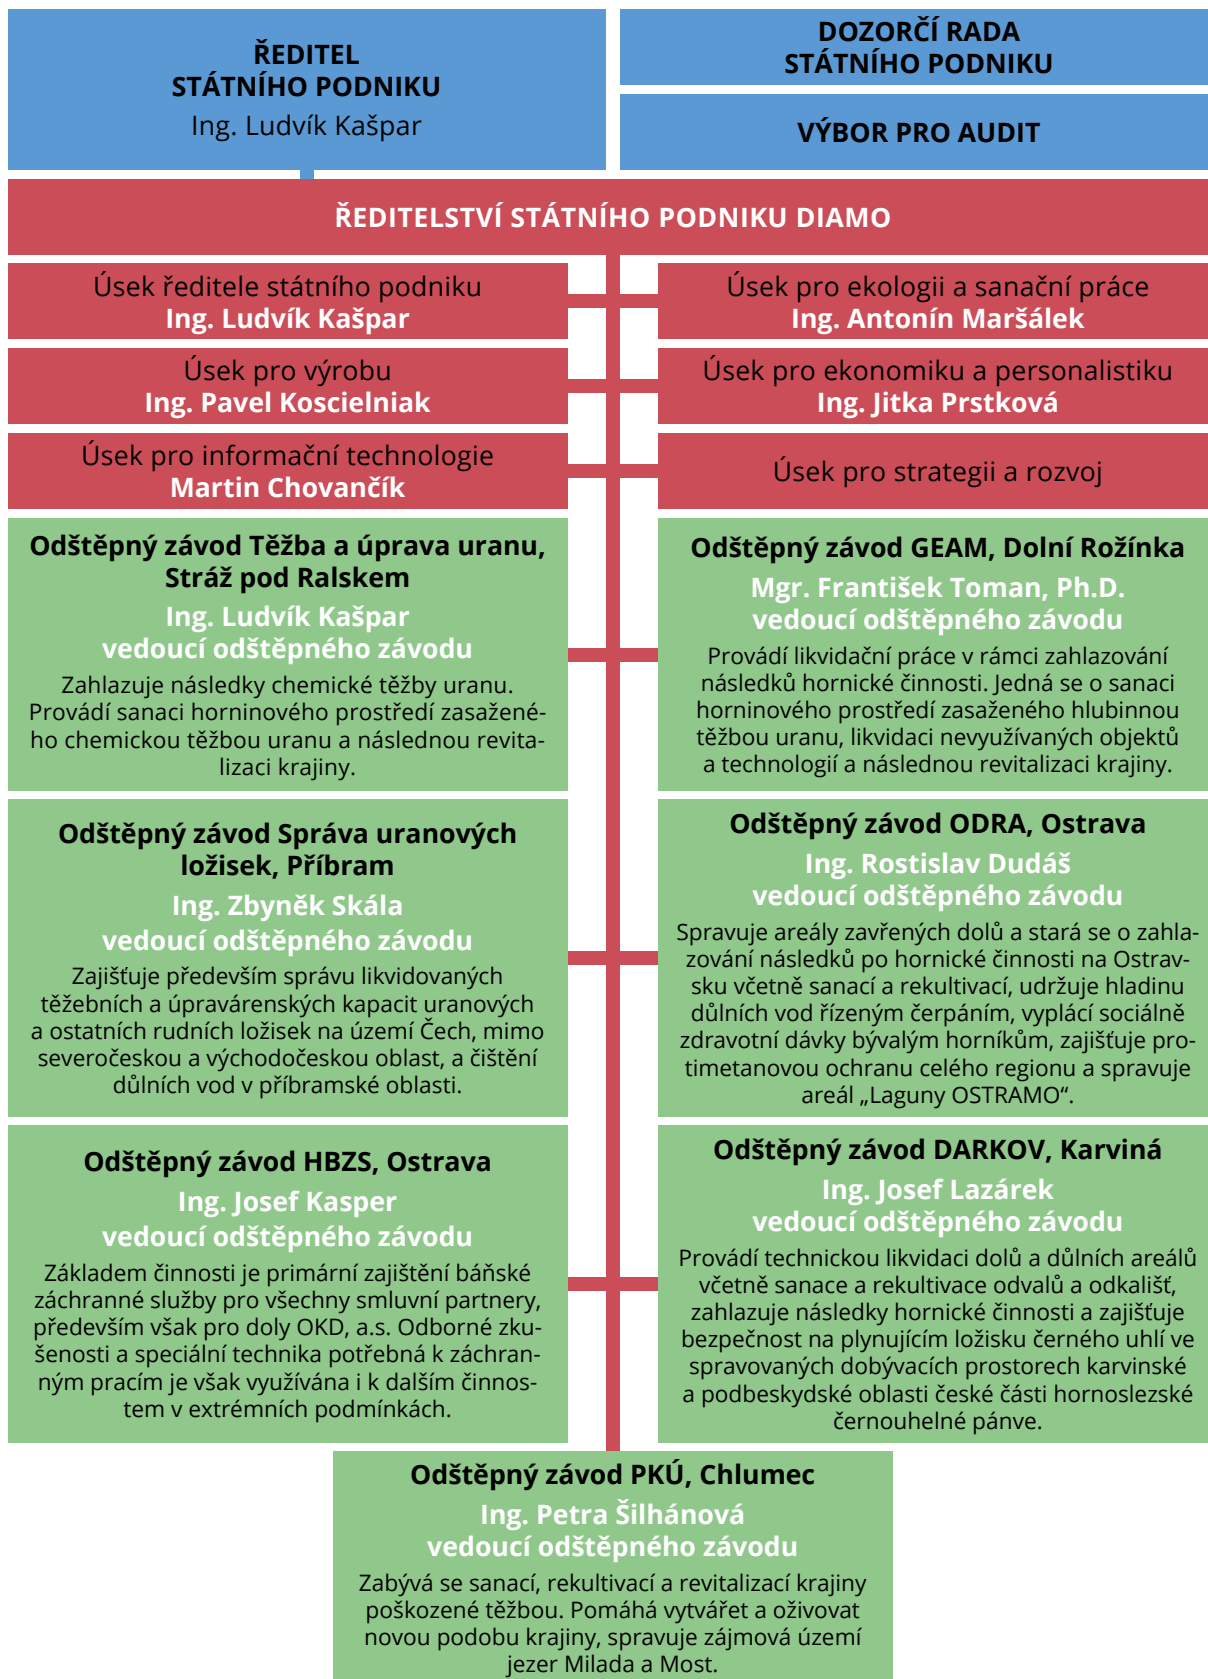 ŘEDITEL
STÁTNÍHO PODNIKU
Ing. Ludvík Kašpar
DOZORČÍ RADA
STÁTNÍHO PODNIKU
VÝBOR PRO AUDIT
ŘEDITELSTVÍ STÁTNÍHO PODNIKU DIAMO
Úsek ředitele státního podniku
Ing. Ludvík Kašpar
Úsek pro ekologii a sanační práce
Ing. Antonín Maršálek
Úsek pro výrobu
Ing. Pavel Koscielniak
Úsek pro ekonomiku a personalistiku
Ing. Jitka Prstková
Úsek pro informační technologie
Martin Chovančík
Úsek pro strategii a rozvoj
Odštěpný závod Těžba a úprava uranu,
Stráž pod Ralskem
Ing. Ludvík Kašpar
vedoucí odštěpného závodu
Zahlazuje následky chemické těžby uranu.
Provádí sanaci horninového prostředí zasažené-
ho chemickou těžbou uranu a následnou revita-
lizaci krajiny.
Odštěpný závod GEAM, Dolní Rožínka
Mgr. František Toman, Ph.D.
vedoucí odštěpného závodu
Provádí likvidační práce v rámci zahlazování
následků hornické činnosti. Jedná se o sanaci
horninového prostředí zasaženého hlubinnou
těžbou uranu, likvidaci nevyužívaných objektů
a technologií a následnou revitalizaci krajiny.
Odštěpný závod Správa uranových
ložisek, Příbram
Ing. Zbyněk Skála
vedoucí odštěpného závodu
Zajišťuje především správu likvidovaných
těžebních a úpravárenských kapacit uranových
a ostatních rudních ložisek na území Čech, mimo
severočeskou a východočeskou oblast, a čištění
důlních vod v příbramské oblasti.
Odštěpný závod ODRA, Ostrava
Ing. Rostislav Dudáš
vedoucí odštěpného závodu
Spravuje areály zavřených dolů a stará se o zahla-
zování následků po hornické činnosti na Ostrav-
sku včetně sanací a rekultivací, udržuje hladinu
důlních vod řízeným čerpáním, vyplácí sociálně
zdravotní dávky bývalým horníkům, zajišťuje pro-
timetanovou ochranu celého regionu a spravuje
areál „Laguny OSTRAMO“.
Odštěpný závod HBZS, Ostrava
Ing. Josef Kasper
vedoucí odštěpného závodu
Základem činnosti je primární zajištění báňské
záchranné služby pro všechny smluvní partnery,
především však pro doly OKD, a.s. Odborné zku-
šenosti a speciální technika potřebná k záchran-
ným pracím je však využívána i k dalším činnos-
tem v extrémních podmínkách.
Odštěpný závod DARKOV, Karviná
Ing. Josef Lazárek
vedoucí odštěpného závodu
Provádí technickou likvidaci dolů a důlních areálů
včetně sanace a rekultivace odvalů a odkališť,
zahlazuje následky hornické činnosti a zajišťuje
bezpečnost na plynujícím ložisku černého uhlí ve
spravovaných dobývacích prostorech karvinské
a podbeskydské oblasti české části hornoslezské
černouhelné pánve.
Odštěpný závod PKÚ, Chlumec
Ing. Petra Šilhánová
vedoucí odštěpného závodu
Zabývá se sanací, rekultivací a revitalizací krajiny
poškozené těžbou. Pomáhá vytvářet a oživovat
novou podobu krajiny, spravuje zájmová území
jezer Milada a Most.